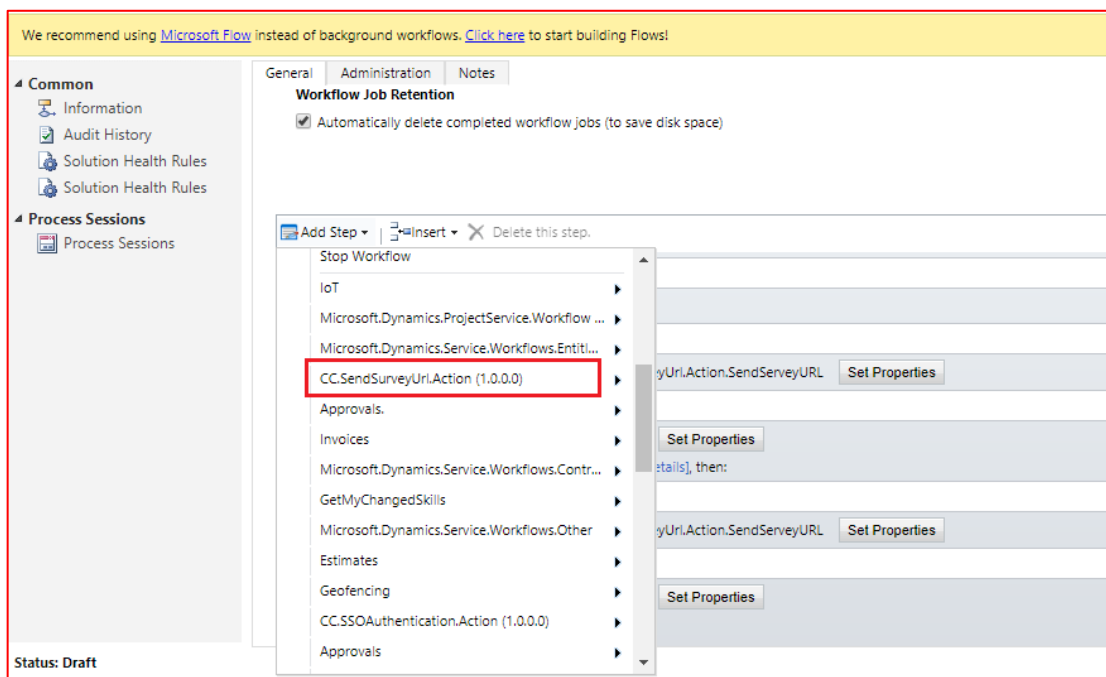 We recommend using Microsoft Flow instead of background workflows. Click here to start building Flows!
General Administration Notes
Common
Information
Audit History
Solution Health Rules
Solution Health Rules
Process Sessions
Process Sessions
Workflow Job Retention
Automatically delete completed workflow jobs (to save disk space)
Add Step Insert Delete this step.
Stop Workflow
IoT
Microsoft.Dynamics.ProjectService.Workflow ...
Microsoft.Dynamics.Service.Workflows.Entitl...
CC.SendSurveyUrl.Action (1.0.0.0)
yUrl.Action.SendServeyURL Set Properties
Approvals.
Invoices
Set Properties
Microsoft.Dynamics.Service.Workflows.Contr...
etails], then:
GetMyChangedSkills
Microsoft.Dynamics.Service.Workflows.Other
yUrl.Action.SendServeyURL Set Properties
Estimates
Geofencing
Set Properties
CC.SSOAuthentication.Action (1.0.0.0)
Approvals
Status: Draft